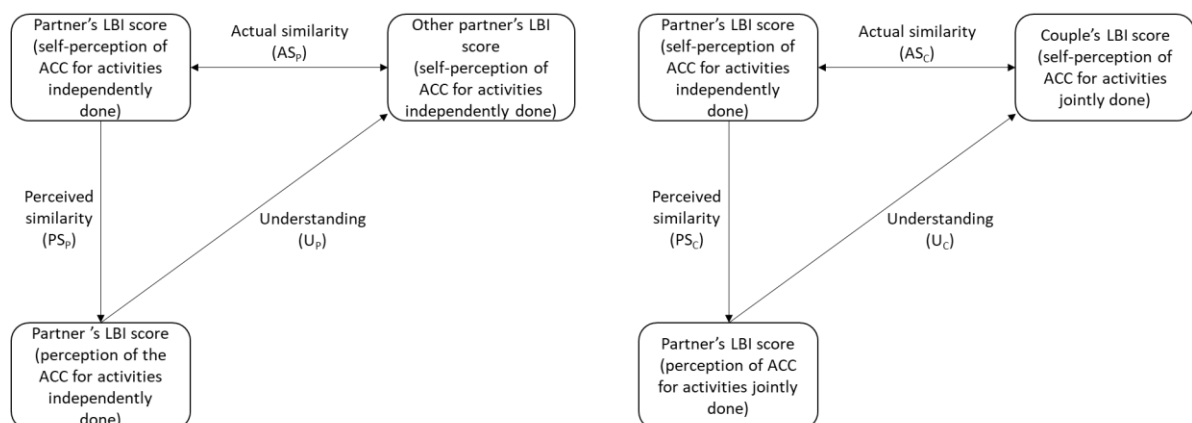 Partner's LBI score
(self-perception of
ACC for activities
independently
done)
Actual similarity
(ASP)
Other partner's LBI
score
(self-perception of
ACC for activities
independently done)
Perceived
similarity
(PSP)
Understanding
(UP)
Partner 's LBI score
(perception of the
ACC for activities
independently
done)
Partner's LBI score
(self-perception of
ACC for activities
independently
done)
Actual similarity
(ASC)
Couple's LBI score
(self-perception of
ACC for activities
jointly done)
Perceived
similarity
(PSC)
Understanding
(UC)
Partner's LBI score
(perception of ACC
for activities jointly
done)